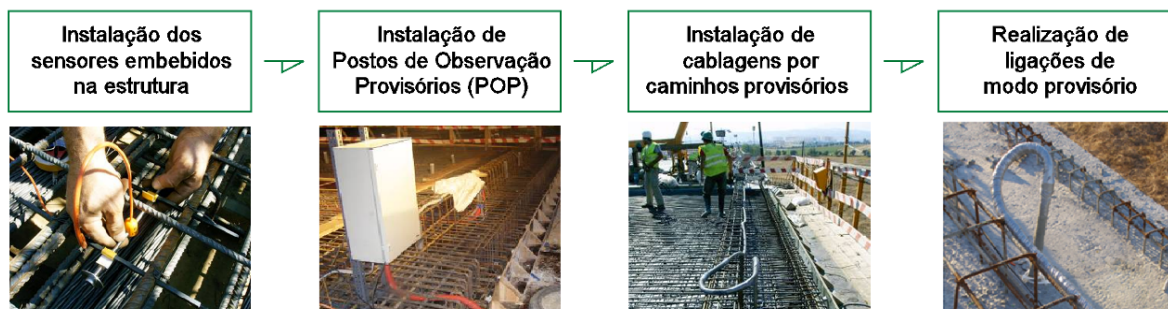 Instalação dos
sensores embebidos
na estrutura
Instalação de
Postos de Observação
Provisórios (POP)
Instalação de
cablagens por
caminhos provisórios
Realização de
ligações de
modo provisório